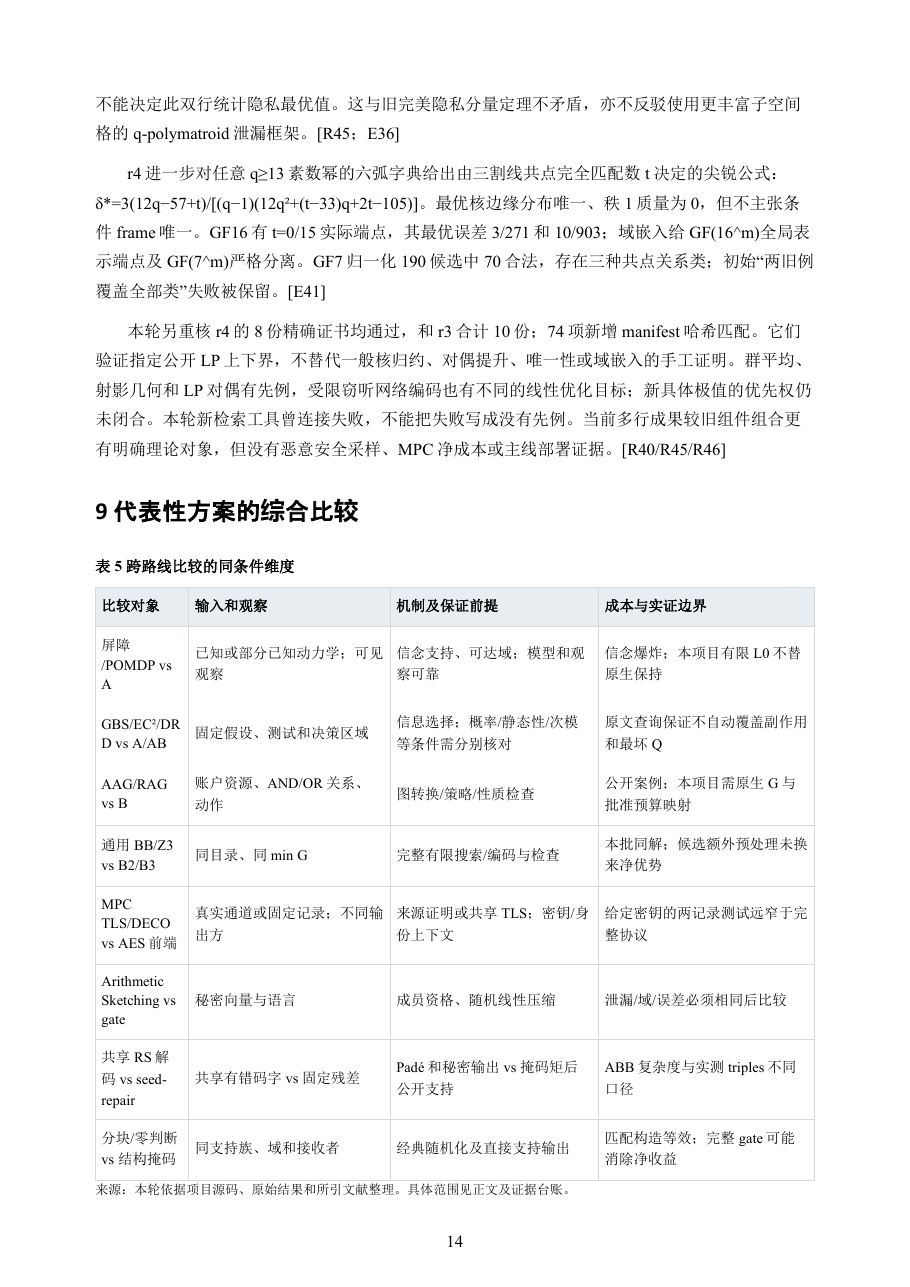 不能决定此双行统计隐私最优值。这与旧完美隐私分量定理不矛盾，亦不反驳使用更丰富子空间
格的 q-polymatroid 泄漏框架。[R45；E36]
r4 进一步对任意 q≥13 素数幂的六弧字典给出由三割线共点完全匹配数 t 决定的尖锐公式：
δ*=3(12q−57+t)/[(q−1)(12q²+(t−33)q+2t−105)]。最优核边缘分布唯一、秩 1 质量为 0，但不主张条
件 frame 唯一。GF16 有 t=0/15 实际端点，其最优误差 3/271 和 10/903；域嵌入给 GF(16^m)全局表
示端点及 GF(7^m)严格分离。GF7 归一化 190 候选中 70 合法，存在三种共点关系类；初始“两旧例
覆盖全部类”失败被保留。[E41]
本轮另重核 r4 的 8 份精确证书均通过，和 r3 合计 10 份；74 项新增 manifest 哈希匹配。它们
验证指定公开 LP 上下界，不替代一般核归约、对偶提升、唯一性或域嵌入的手工证明。群平均、
射影几何和 LP 对偶有先例，受限窃听网络编码也有不同的线性优化目标；新具体极值的优先权仍
未闭合。本轮新检索工具曾连接失败，不能把失败写成没有先例。当前多行成果较旧组件组合更
有明确理论对象，但没有恶意安全采样、MPC 净成本或主线部署证据。[R40/R45/R46]
9 代表性方案的综合比较
表 5 跨路线比较的同条件维度
比较对象 输入和观察 机制及保证前提 成本与实证边界
屏障
/POMDP vs
A
已知或部分已知动力学；可见
观察
信念支持、可达域；模型和观
察可靠
信念爆炸；本项目有限 L0 不替
原生保持
GBS/EC²/DR
D vs A/AB
固定假设、测试和决策区域
信息选择；概率/静态性/次模
等条件需分别核对
原文查询保证不自动覆盖副作用
和最坏 Q
AAG/RAG
vs B
账户资源、AND/OR 关系、
动作
图转换/策略/性质检查
公开案例；本项目需原生 G 与
批准预算映射
通用 BB/Z3
vs B2/B3
同目录、同 min G
完整有限搜索/编码与检查
本批同解；候选额外预处理未换
来净优势
MPC
TLS/DECO
vs AES 前端
真实通道或固定记录；不同输
出方
来源证明或共享 TLS；密钥/身
份上下文
给定密钥的两记录测试远窄于完
整协议
Arithmetic
Sketching vs
gate
秘密向量与语言
成员资格、随机线性压缩
泄漏/域/误差必须相同后比较
共享 RS 解
码 vs seed-
repair
共享有错码字 vs 固定残差
Padé 和秘密输出 vs 掩码矩后
公开支持
ABB 复杂度与实测 triples 不同
口径
分块/零判断
vs 结构掩码
同支持族、域和接收者
经典随机化及直接支持输出
匹配构造等效；完整 gate 可能
消除净收益
来源：本轮依据项目源码、原始结果和所引文献整理。具体范围见正文及证据台账。
14